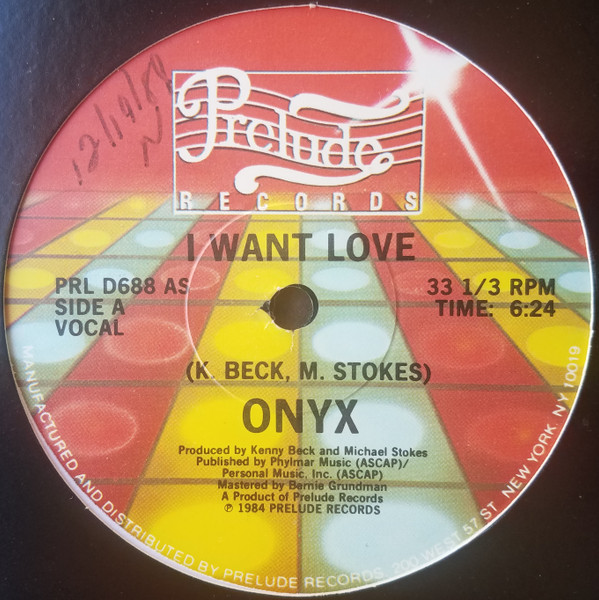 Prelude
RECORDS
I WANT LOVE
PRL D688 AS
SIDE A
VOCAL
33 1/3 RPM
TIME: 6:24
(K. BECK, M. STOKES)
ONYX
Produced by Kenny Beck and Michael Stokes
Published by Phylmar Music (ASCAP)/
Personal Music, Inc. (ASCAP)
Mastered by Bernie Grundman
A Product of Prelude Records
℗ 1984 PRELUDE RECORDS
MANUFACTURED AND DISTRIBUTED BY PRELUDE RECORDS 200 WEST 57 ST. NEW YORK, NY 10019